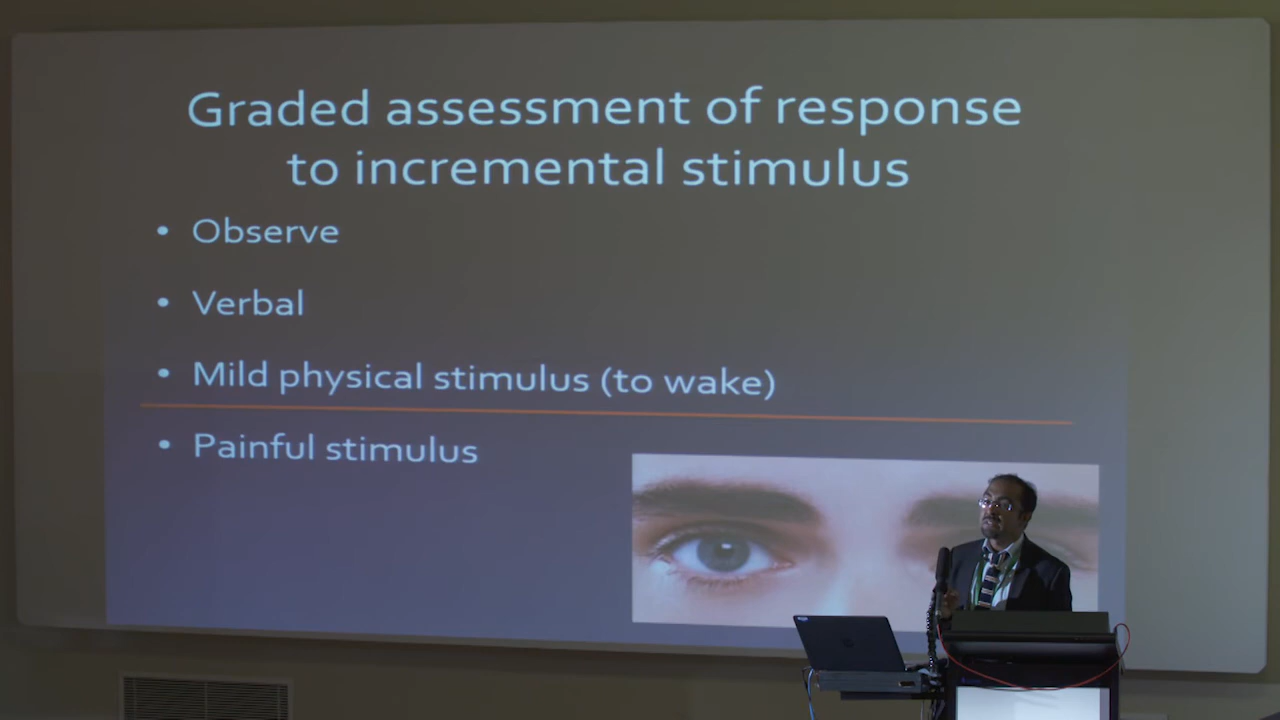 Graded assessment of response
to incremental stimulus
• Observe
• Verbal
• Mild physical stimulus (to wake)
• Painful stimulus